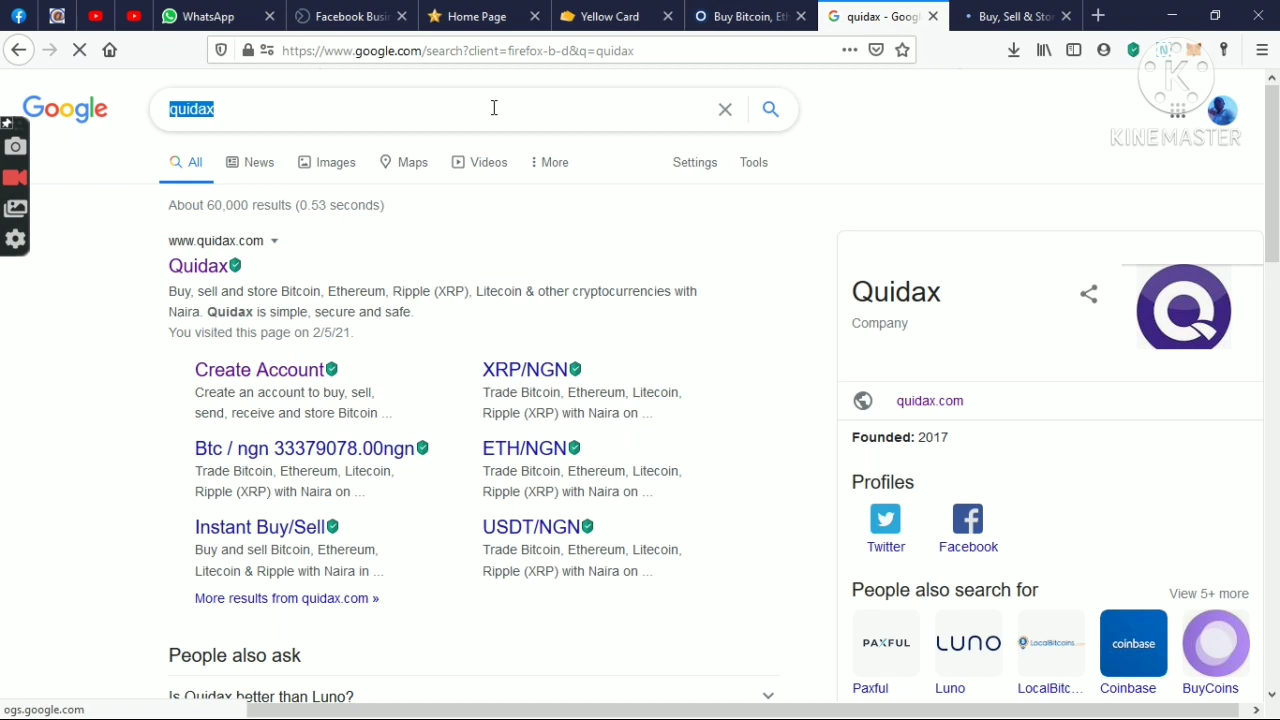 WhatsApp
Facebook Busi
Home Page
Yellow Card
Buy Bitcoin, Eth
quidax - Goog
Buy, Sell & Sto
https://www.google.com/search?client=firefox-b-d&q=quidax
Google
quidax
K
KINEMASTER
All
News
Images
Maps
Videos
More
Settings
Tools
About 60,000 results (0.53 seconds)
www.quidax.com
Quidax
Buy, sell and store Bitcoin, Ethereum, Ripple (XRP), Litecoin & other cryptocurrencies with
Naira. Quidax is simple, secure and safe.
You visited this page on 2/5/21.
Create Account
Create an account to buy, sell,
send, receive and store Bitcoin ...
XRP/NGN
Trade Bitcoin, Ethereum, Litecoin,
Ripple (XRP) with Naira on ...
Btc / ngn 33379078.00ngn
Trade Bitcoin, Ethereum, Litecoin,
Ripple (XRP) with Naira on ...
ETH/NGN
Trade Bitcoin, Ethereum, Litecoin,
Ripple (XRP) with Naira on ...
Instant Buy/Sell
Buy and sell Bitcoin, Ethereum,
Litecoin & Ripple with Naira in ...
USDT/NGN
Trade Bitcoin, Ethereum, Litecoin,
Ripple (XRP) with Naira on ...
More results from quidax.com »
People also ask
Is Quidax better than Luno?
Quidax
Company
quidax.com
Founded: 2017
Profiles
Twitter
Facebook
People also search for
View 5+ more
PAXFUL
LUNO
LocalBitcoins
coinbase
Paxful
Luno
LocalBitc...
Coinbase
BuyCoins
ogs.google.com